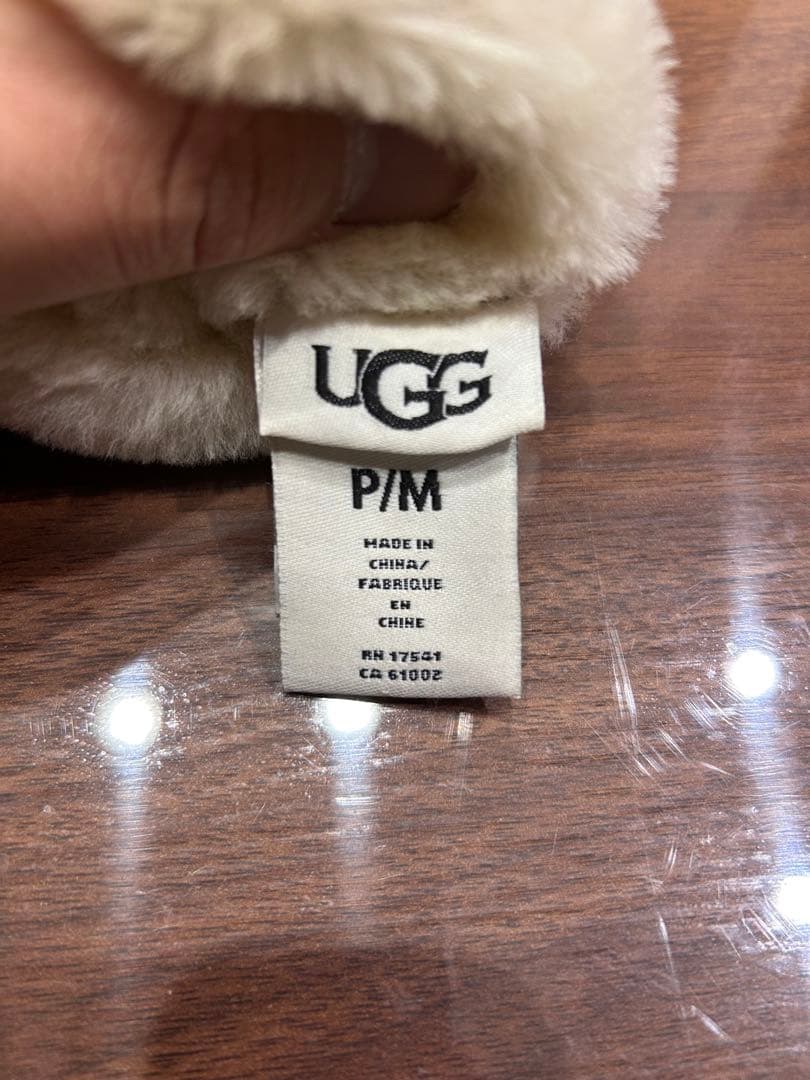 UGG
P/M
MADE IN
CHINA/
FABRIQUE
EN
CHINE
RN 17541
CA 61002